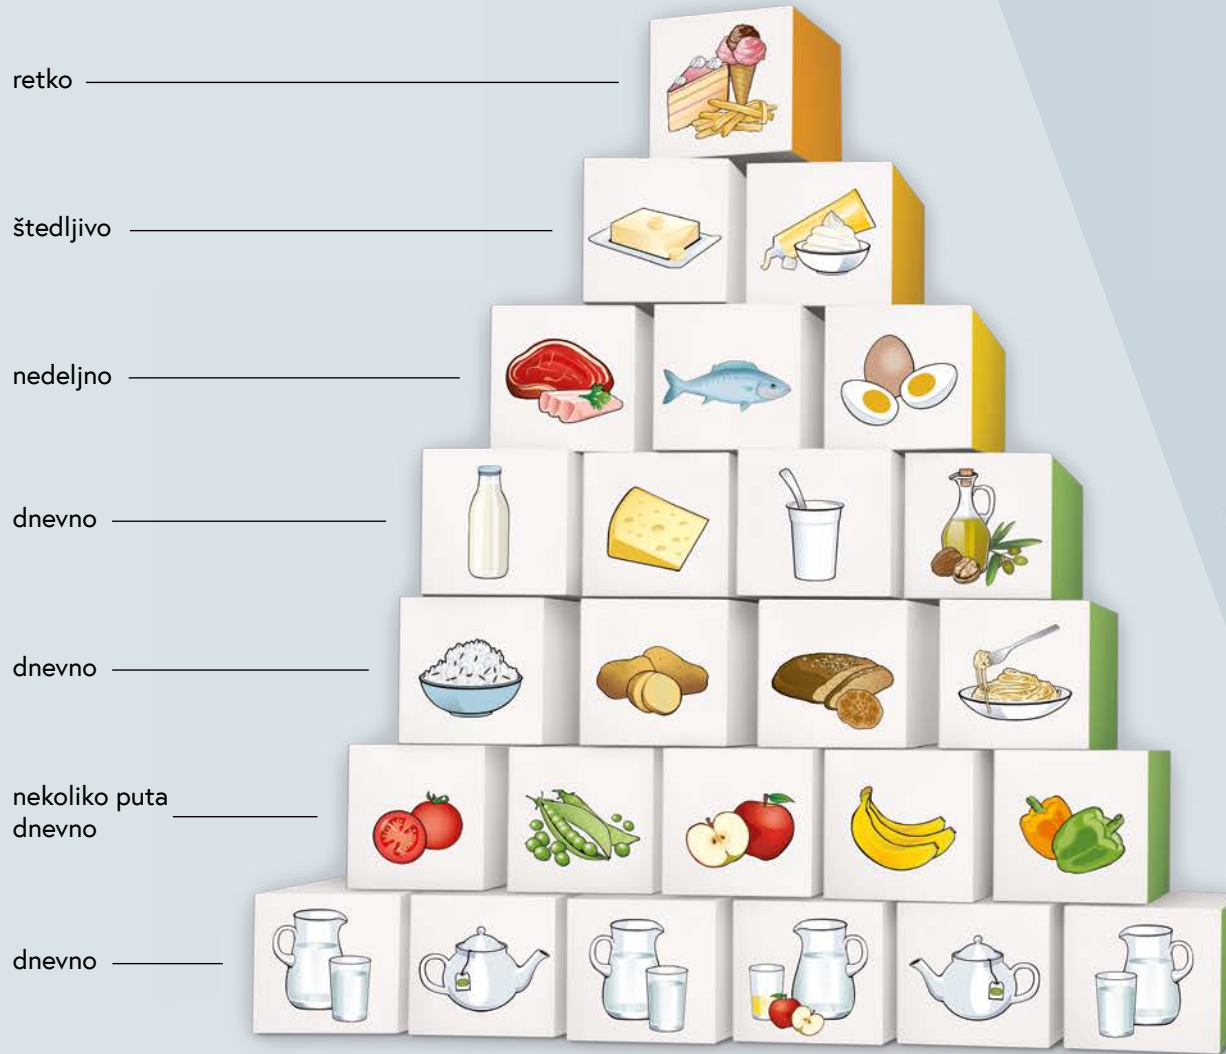 retko
štedljivo
nedeljno
dnevno
dnevno
nekoliko puta
dnevno
dnevno